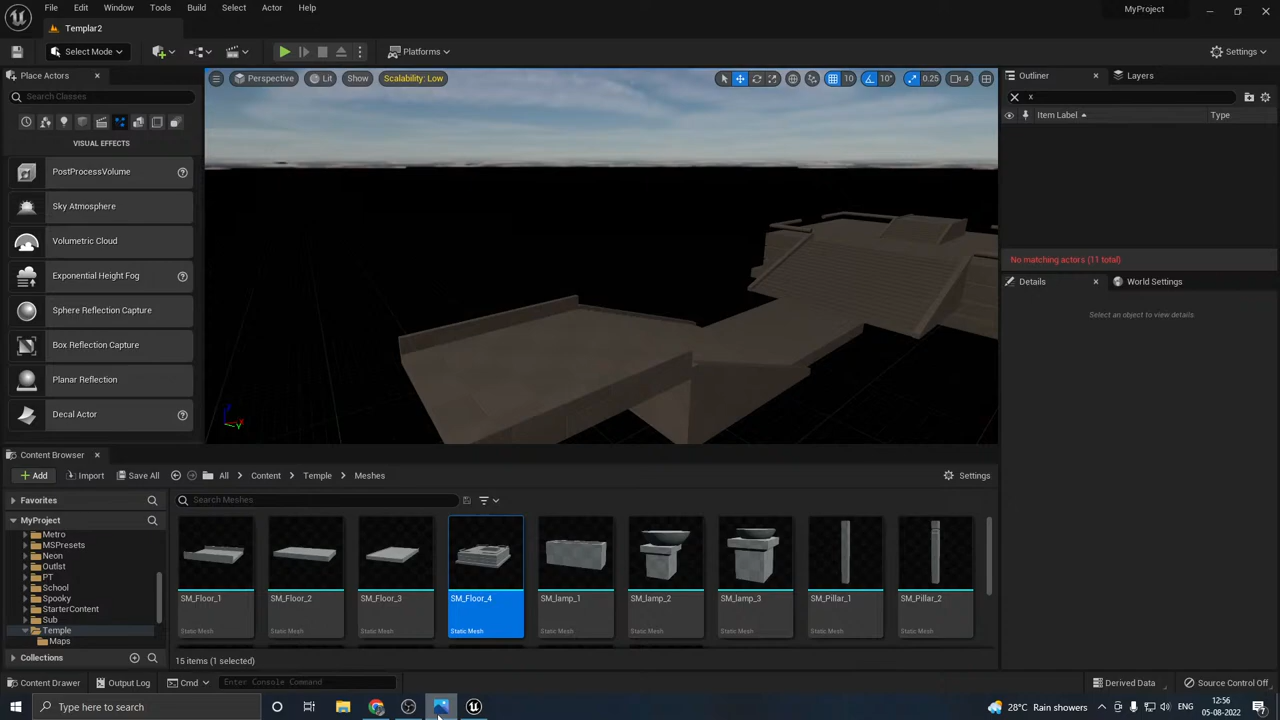 File Edit Window Tools Build Select Actor Help
MyProject
Templar2
Select Mode
Platforms
Settings
Place Actors
Search Classes
VISUAL EFFECTS
PostProcessVolume
Sky Atmosphere
Volumetric Cloud
Exponential Height Fog
Sphere Reflection Capture
Box Reflection Capture
Planar Reflection
Decal Actor
Perspective Lit Show Scalability: Low
10 10° 0.25 4
Outliner Layers
x
Item Label Type
No matching actors (11 total)
Details World Settings
Select an object to view details
Content Browser
Add Import Save All All Content Temple Meshes Settings
Favorites
MyProject
Metro
MSPresets
Neon
Outlst
PT
School
Spooky
StarterContent
Sub
Temple
Maps
Collections
Search Meshes
SM_Floor_1
Static Mesh
SM_Floor_2
Static Mesh
SM_Floor_3
Static Mesh
SM_Floor_4
Static Mesh
SM_lamp_1
Static Mesh
SM_lamp_2
Static Mesh
SM_lamp_3
Static Mesh
SM_Pillar_1
Static Mesh
SM_Pillar_2
Static Mesh
15 items (1 selected)
Content Drawer Output Log Cmd Enter Console Command Derived Data Source Control Off
Type here to search
28°C Rain showers
ENG
12:56
05-08-2022